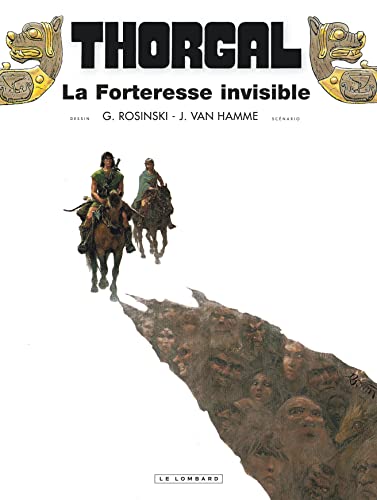 THORGAL
La Forteresse invisible
DESSIN G. ROSINSKI - J. VAN HAMME SCÉNARIO
LE LOMBARD